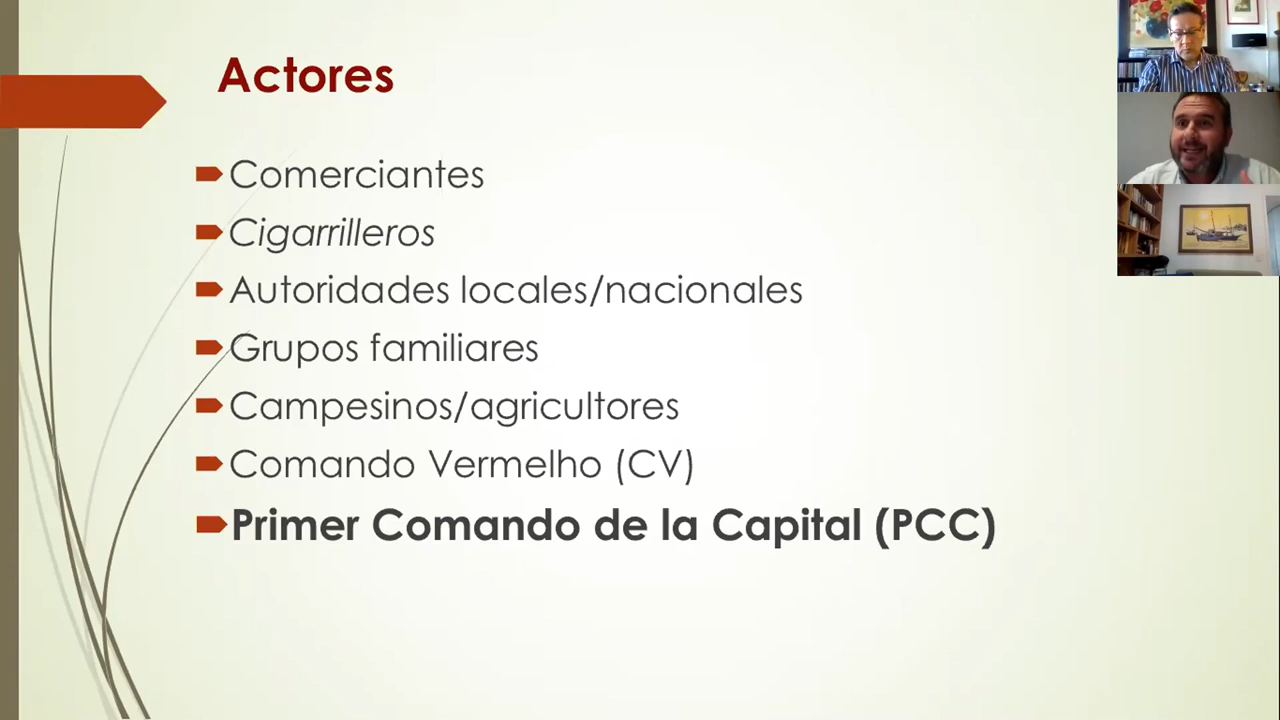 Actores
Comerciantes
Cigarrilleros
Autoridades locales/nacionales
Grupos familiares
Campesinos/agricultores
Comando Vermelho (CV)
Primer Comando de la Capital (PCC)